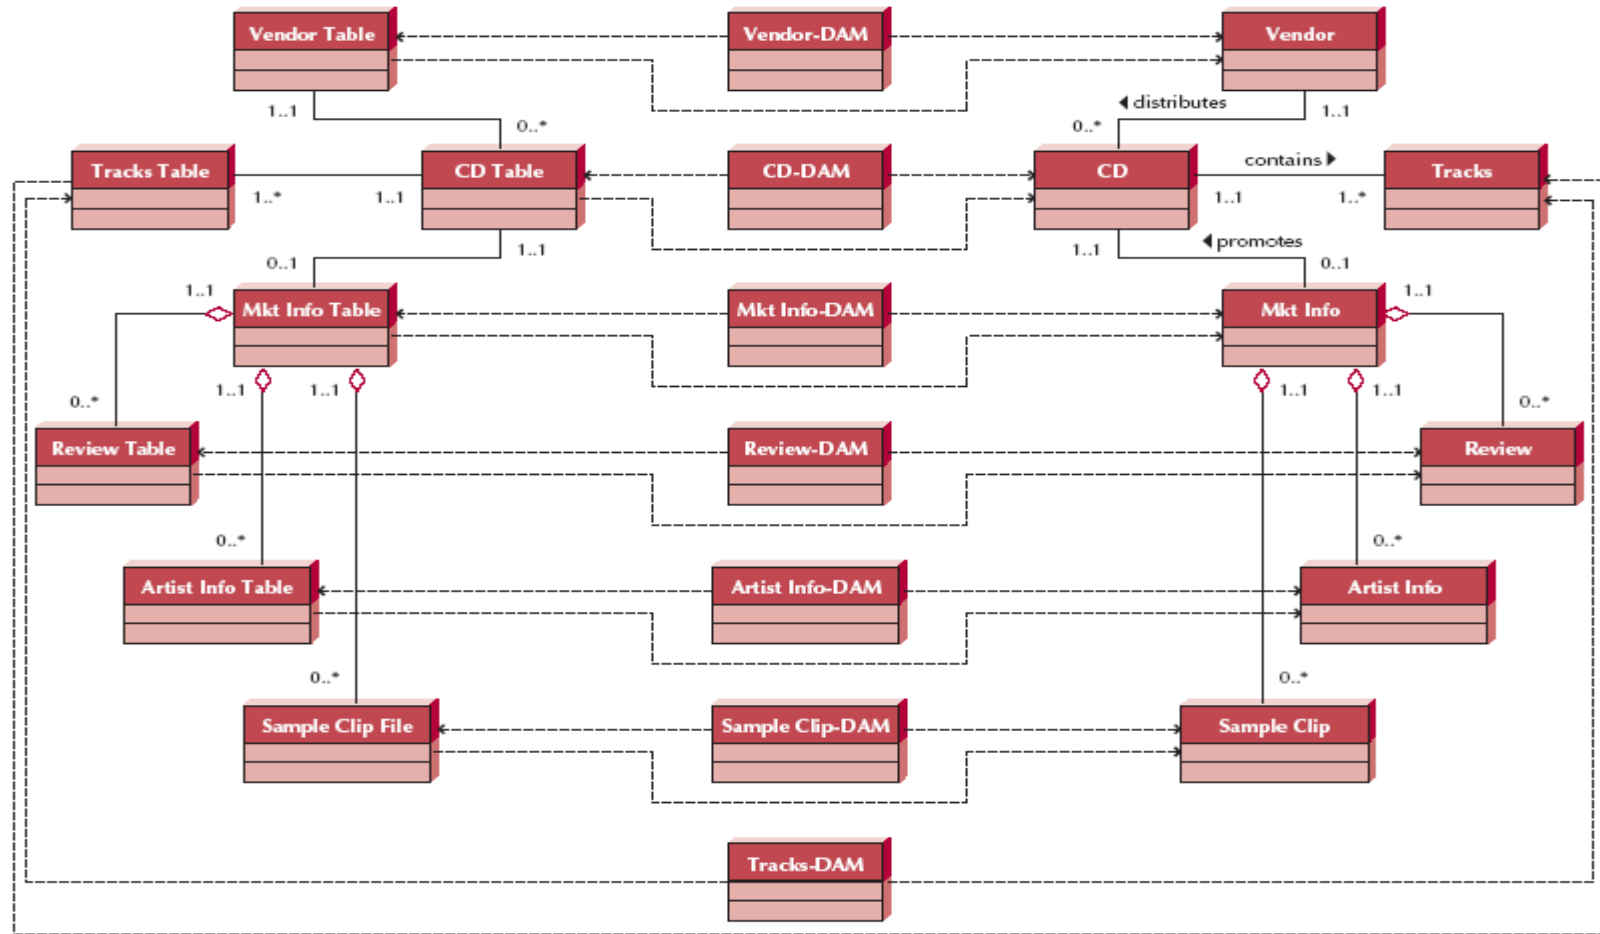 Vendor Table
Vendor-DAM
Vendor
1..1
0..*
distributes
1..1
0..*
Tracks Table
CD Table
CD-DAM
CD
contains
Tracks
1..*
1..1
1..1
1..*
1..1
0..1
1..1
promotes
0..1
1..1
Mkt Info Table
Mkt Info-DAM
Mkt Info
1..1
1..1
1..1
1..1
1..1
0..*
0..*
Review Table
Review-DAM
Review
0..*
0..*
Artist Info Table
Artist Info-DAM
Artist Info
0..*
0..*
Sample Clip File
Sample Clip-DAM
Sample Clip
Tracks-DAM